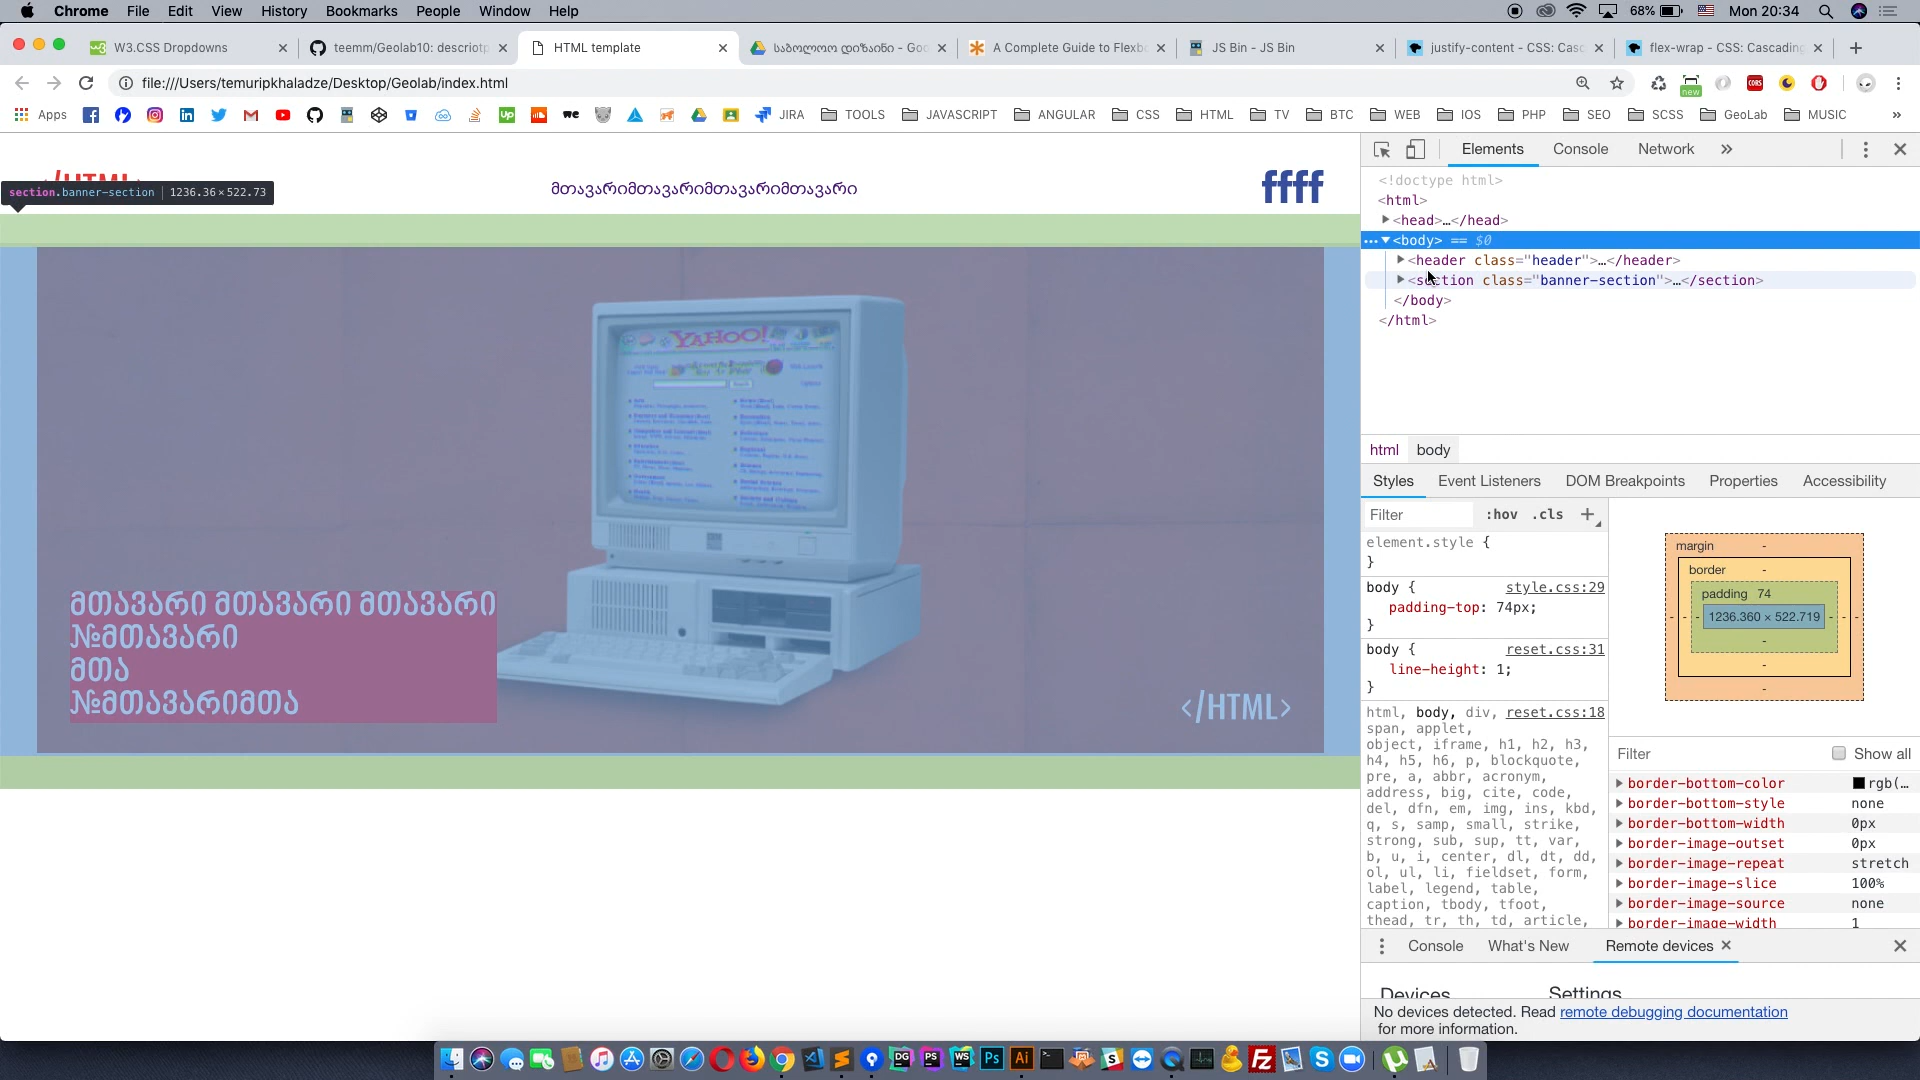 Chrome File Edit View History Bookmarks People Window Help 68% Mon 20:34
W3.CSS Dropdowns
teemm/Geolab10: descriotp
HTML template
საბოლოო დიზაინი - Goo
A Complete Guide to Flexbo
JS Bin - JS Bin
justify-content - CSS: Casc
flex-wrap - CSS: Cascading
file:///Users/temuripkhaladze/Desktop/Geolab/index.html
new
CORS
Apps JIRA TOOLS JAVASCRIPT ANGULAR CSS HTML TV BTC WEB IOS PHP SEO SCSS GeoLab MUSIC »
section.banner-section 1236.36×522.73
მთავარიმთავარიმთავარიმთავარი
ffff
YAHOO!
მთავარი მთავარი მთავარი
№მთავარი
მთა
№მთავარიმთა
</HTML>
Elements Console Network »
<!doctype html>
<html>
<head>…</head>
<body> == $0
<header class="header">…</header>
<section class="banner-section">…</section>
</body>
</html>
html body
Styles Event Listeners DOM Breakpoints Properties Accessibility
Filter :hov .cls +
element.style {
}
body { style.css:29
padding-top: 74px;
}
body { reset.css:31
line-height: 1;
}
html, body, div, reset.css:18
span, applet,
object, iframe, h1, h2, h3,
h4, h5, h6, p, blockquote,
pre, a, abbr, acronym,
address, big, cite, code,
del, dfn, em, img, ins, kbd,
q, s, samp, small, strike,
strong, sub, sup, tt, var,
b, u, i, center, dl, dt, dd,
ol, ul, li, fieldset, form,
label, legend, table,
caption, tbody, tfoot,
thead, tr, th, td, article,
margin -
border -
padding 74
1236.360 × 522.719
Filter Show all
border-bottom-color rgb(…
border-bottom-style none
border-bottom-width 0px
border-image-outset 0px
border-image-repeat stretch
border-image-slice 100%
border-image-source none
border-image-width 1
Console What's New Remote devices
Devices Settings
No devices detected. Read remote debugging documentation
for more information.